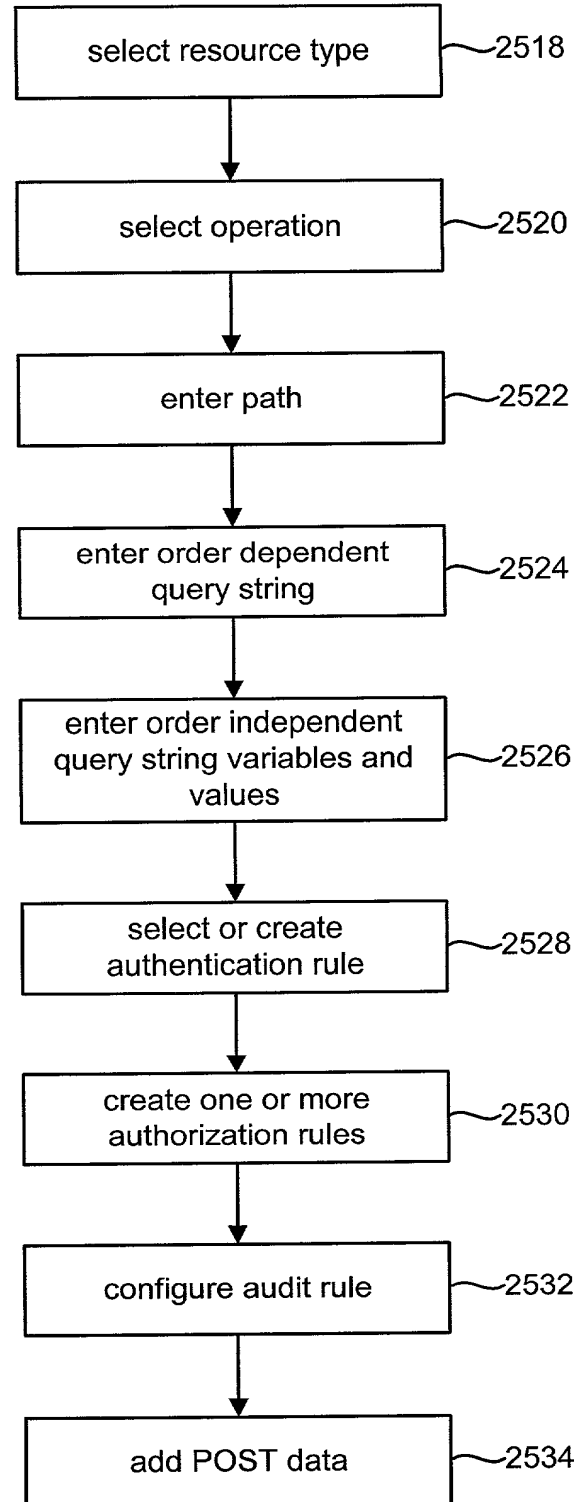 select resource type
2518
select operation
2520
enter path
2522
enter order dependent
query string
2524
enter order independent
query string variables and
values
2526
select or create
authentication rule
2528
create one or more
authorization rules
2530
configure audit rule
2532
add POST data
2534